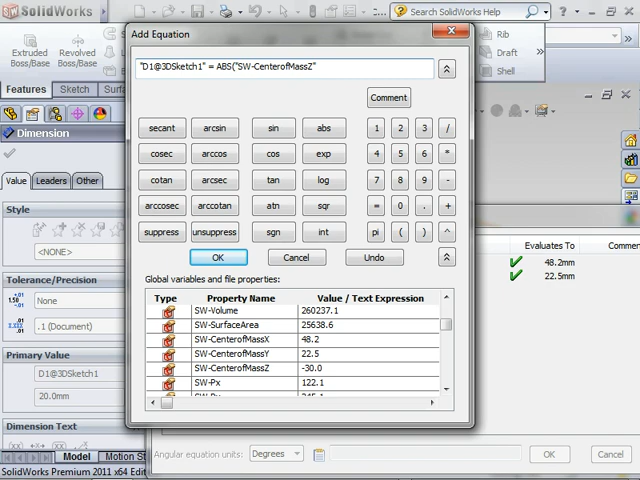 SolidWorks
Search SolidWorks Help
Extruded Boss/Base
Revolved Boss/Base
Rib
Draft
Shell
Features
Sketch
Add Equation
"D1@3DSketch1" = ABS("SW-CenterofMassZ"
Comment
secant arcsin sin abs 1 2 3 /
cosec arccos cos exp 4 5 6 *
cotan arcsec tan log 7 8 9 -
arccosec arccotan atn sqr = 0 . +
suppress unsuppress sgn int pi ( ) ^
OK Cancel Undo
Global variables and file properties:
Type Property Name Value / Text Expression
SW-Volume 260237.1
SW-SurfaceArea 25638.6
SW-CenterofMassX 48.2
SW-CenterofMassY 22.5
SW-CenterofMassZ -30.0
SW-Px 122.1
Dimension
Value Leaders Other
Style
<NONE>
Tolerance/Precision
1.50 None
X.XX .1 (Document)
Primary Value
D1@3DSketch1
20.0mm
Dimension Text
Evaluates To
48.2mm
22.5mm
Angular equation units: Degrees
OK Cancel
Model
SolidWorks Premium 2011 x64 Edit